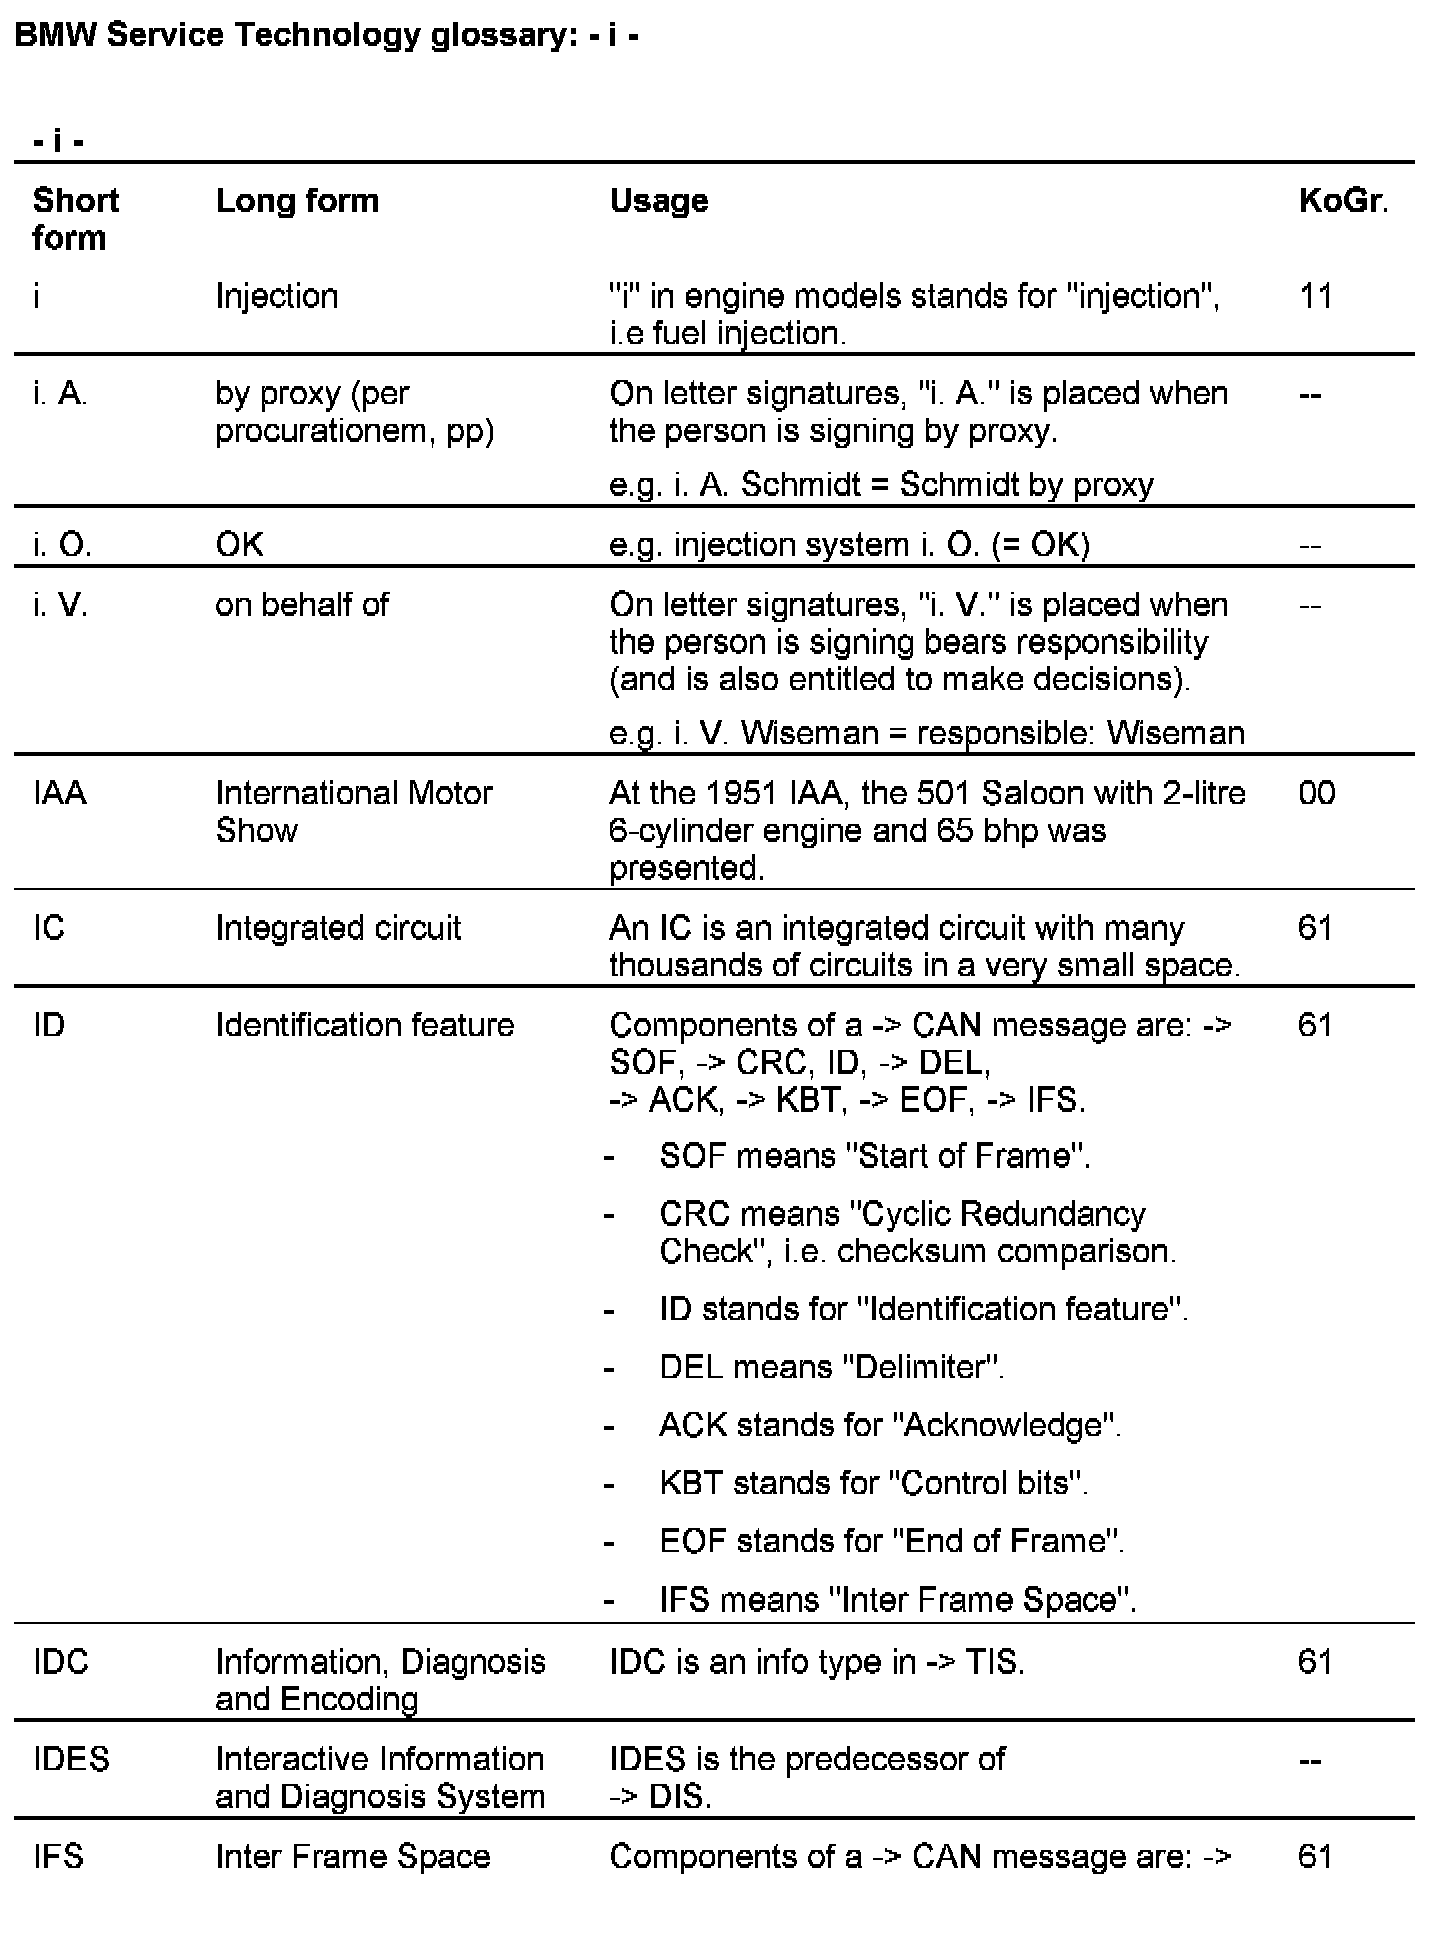 BMW Service Technology glossary: - i -
- i -
Short form Long form Usage KoGr.
i Injection "i" in engine models stands for "injection", 11
i.e fuel injection.
i. A. by proxy (per On letter signatures, "i. A." is placed when --
procurationem, pp) the person is signing by proxy.
e.g. i. A. Schmidt = Schmidt by proxy
i. O. OK e.g. injection system i. O. (= OK) --
i. V. on behalf of On letter signatures, "i. V." is placed when --
the person is signing bears responsibility
(and is also entitled to make decisions).
e.g. i. V. Wiseman = responsible: Wiseman
IAA International Motor At the 1951 IAA, the 501 Saloon with 2-litre 00
Show 6-cylinder engine and 65 bhp was
presented.
IC Integrated circuit An IC is an integrated circuit with many 61
thousands of circuits in a very small space.
ID Identification feature Components of a -> CAN message are: -> 61
SOF, -> CRC, ID, -> DEL,
-> ACK, -> KBT, -> EOF, -> IFS.
- SOF means "Start of Frame".
- CRC means "Cyclic Redundancy
Check", i.e. checksum comparison.
- ID stands for "Identification feature".
- DEL means "Delimiter".
- ACK stands for "Acknowledge".
- KBT stands for "Control bits".
- EOF stands for "End of Frame".
- IFS means "Inter Frame Space".
IDC Information, Diagnosis IDC is an info type in -> TIS. 61
and Encoding
IDES Interactive Information IDES is the predecessor of --
and Diagnosis System -> DIS.
IFS Inter Frame Space Components of a -> CAN message are: -> 61